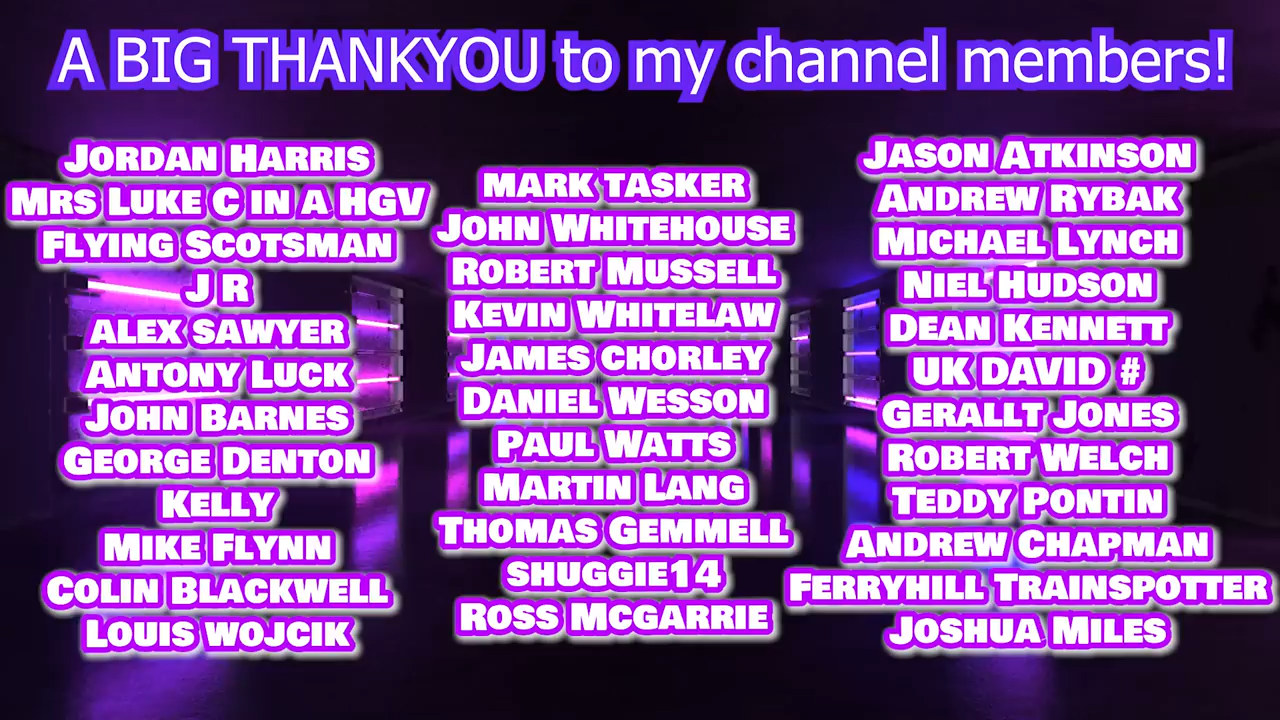 A BIG THANKYOU to my channel members!
Jordan Harris
Mrs Luke C in a HGV
Flying Scotsman
J R
alex sawyer
Antony Luck
John Barnes
George Denton
Kelly
Mike Flynn
Colin Blackwell
Louis wojcik
mark tasker
John Whitehouse
Robert Mussell
Kevin Whitelaw
James chorley
Daniel Wesson
Paul Watts
Martin Lang
Thomas Gemmell
shuggie14
Ross Mcgarrie
Jason Atkinson
Andrew Rybak
Michael Lynch
Niel Hudson
Dean Kennett
UK DAVID #
Gerallt Jones
Robert Welch
Teddy Pontin
Andrew Chapman
Ferryhill Trainspotter
Joshua Miles